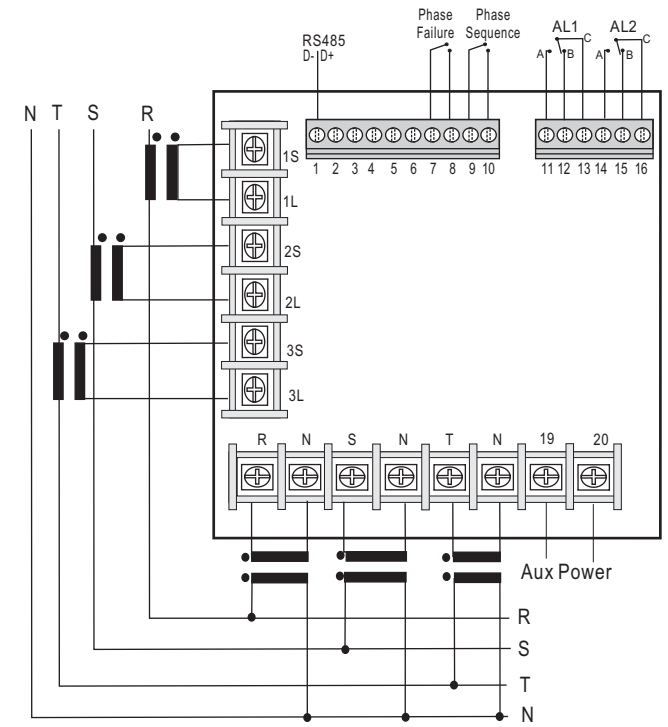 Phase Failure
Phase Sequence
RS485
D- D+
AL1
AL2
A B C
A B C
N T S R
1 2 3 4 5 6 7 8 9 10
11 12 13 14 15 16
1S
1L
2S
2L
3S
3L
R N S N T N 19 20
Aux Power
R
S
T
N